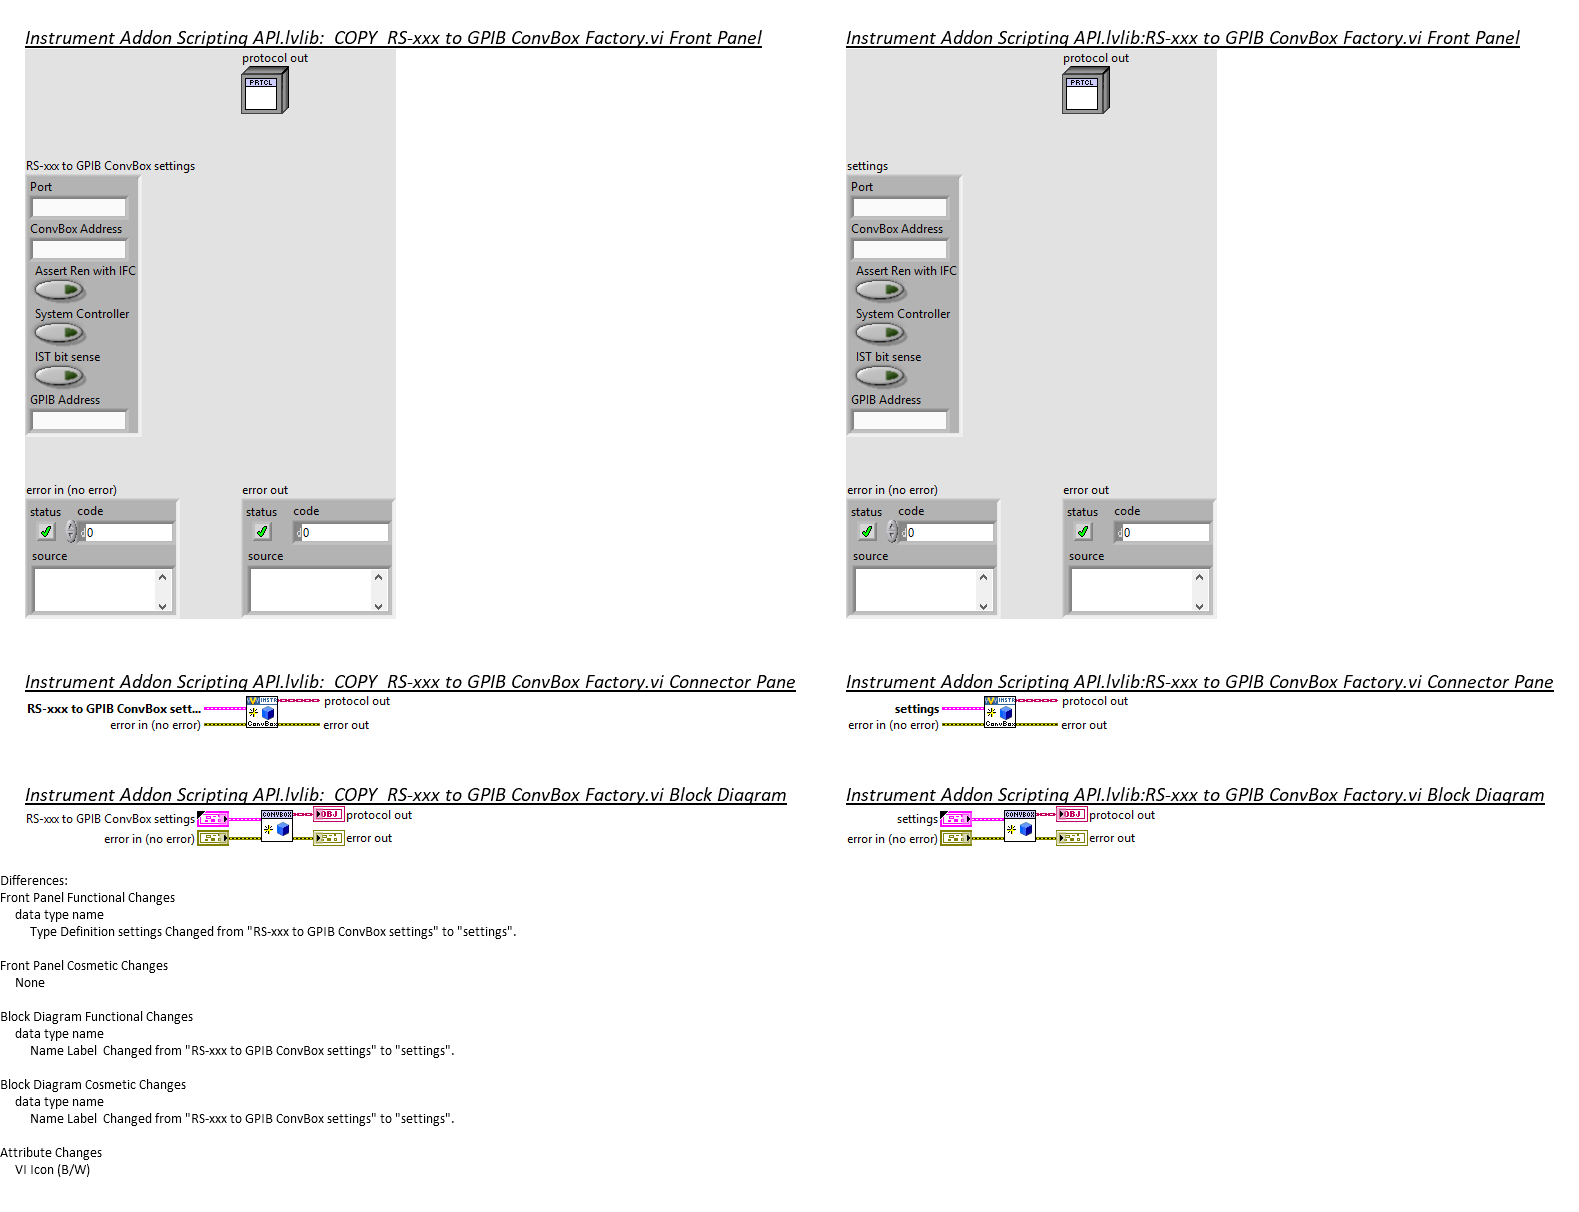 Instrument Addon Scripting API.lvlib:  COPY  RS-xxx to GPIB ConvBox Factory.vi Front Panel
protocol out
PRTCL
RS-xxx to GPIB ConvBox settings
Port
ConvBox Address
Assert Ren with IFC
System Controller
IST bit sense
GPIB Address
error in (no error)
error out
status code
d0
source
status code
d0
source
Instrument Addon Scripting API.lvlib:RS-xxx to GPIB ConvBox Factory.vi Front Panel
protocol out
PRTCL
settings
Port
ConvBox Address
Assert Ren with IFC
System Controller
IST bit sense
GPIB Address
error in (no error)
error out
status code
d0
source
status code
d0
source
Instrument Addon Scripting API.lvlib:  COPY  RS-xxx to GPIB ConvBox Factory.vi Connector Pane
RS-xxx to GPIB ConvBox sett...
error in (no error)
INSTR
ConvBox
protocol out
error out
Instrument Addon Scripting API.lvlib:RS-xxx to GPIB ConvBox Factory.vi Connector Pane
settings
error in (no error)
INSTR
ConvBox
protocol out
error out
Instrument Addon Scripting API.lvlib:  COPY  RS-xxx to GPIB ConvBox Factory.vi Block Diagram
RS-xxx to GPIB ConvBox settings
error in (no error)
CONVBOX
OBJ
protocol out
error out
Instrument Addon Scripting API.lvlib:RS-xxx to GPIB ConvBox Factory.vi Block Diagram
settings
error in (no error)
CONVBOX
OBJ
protocol out
error out
Differences:
Front Panel Functional Changes
data type name
Type Definition settings Changed from "RS-xxx to GPIB ConvBox settings" to "settings".
Front Panel Cosmetic Changes
None
Block Diagram Functional Changes
data type name
Name Label  Changed from "RS-xxx to GPIB ConvBox settings" to "settings".
Block Diagram Cosmetic Changes
data type name
Name Label  Changed from "RS-xxx to GPIB ConvBox settings" to "settings".
Attribute Changes
VI Icon (B/W)